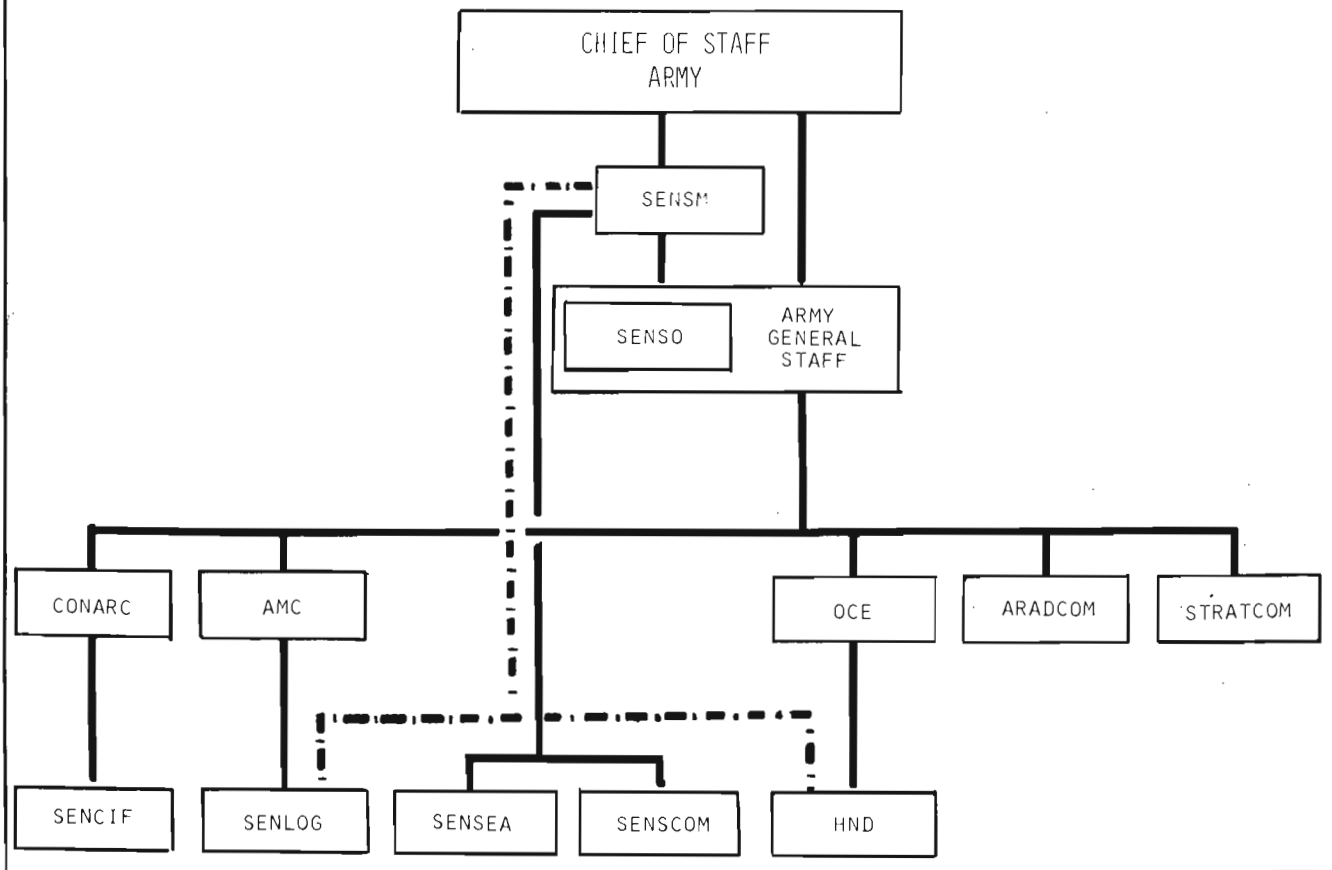 CHIEF OF STAFF
ARMY
SENSM
SENSO
ARMY
GENERAL
STAFF
CONARC
AMC
OCE
ARADCOM
STRATCOM
SENCIF
SENLOG
SENSEA
SENSCOM
HND